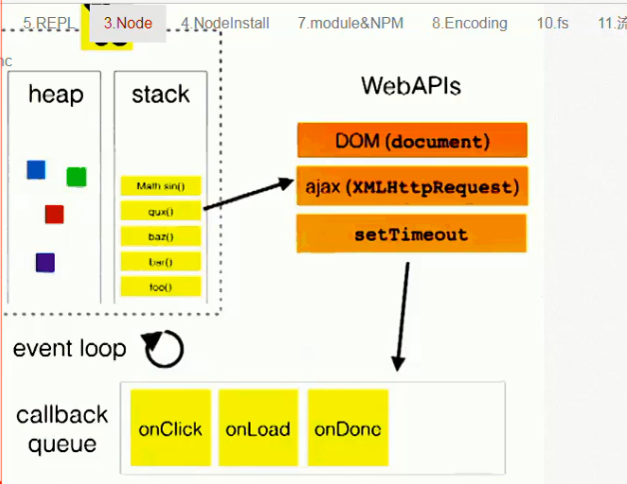 5.REPL 3.Node 4.NodeInstall 7.module&NPM 8.Encoding 10.fs 11.流
nc
heap stack
WebAPIs
DOM (document)
ajax (XMLHttpRequest)
setTimeout
Math sin()
qux()
baz()
bar()
foo()
event loop
callback
queue
onClick onLoad onDone